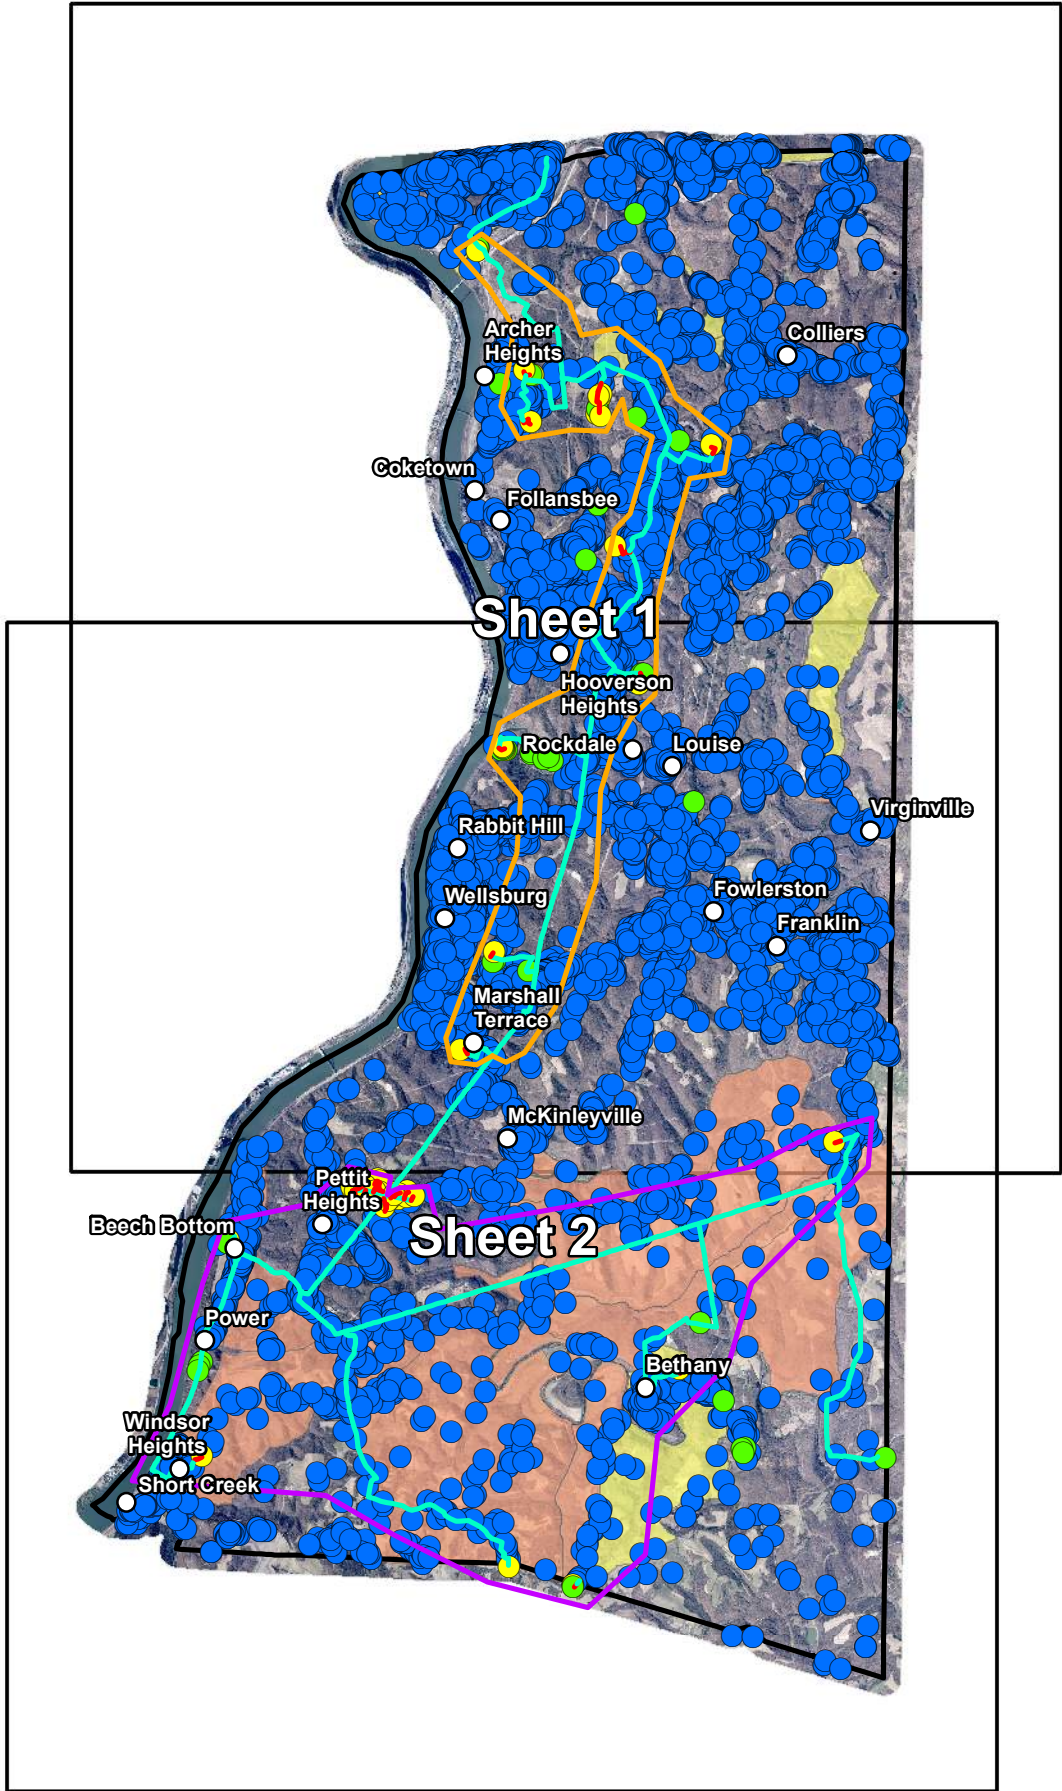 Archer
Heights
Colliers
Coketown
Follansbee
Sheet 1
Hooverson
Heights
Rockdale
Louise
Virginville
Rabbit Hill
Wellsburg
Fowlerston
Franklin
Marshall
Terrace
McKinleyville
Pettit
Heights
Beech Bottom
Sheet 2
Power
Bethany
Windsor
Heights
Short Creek